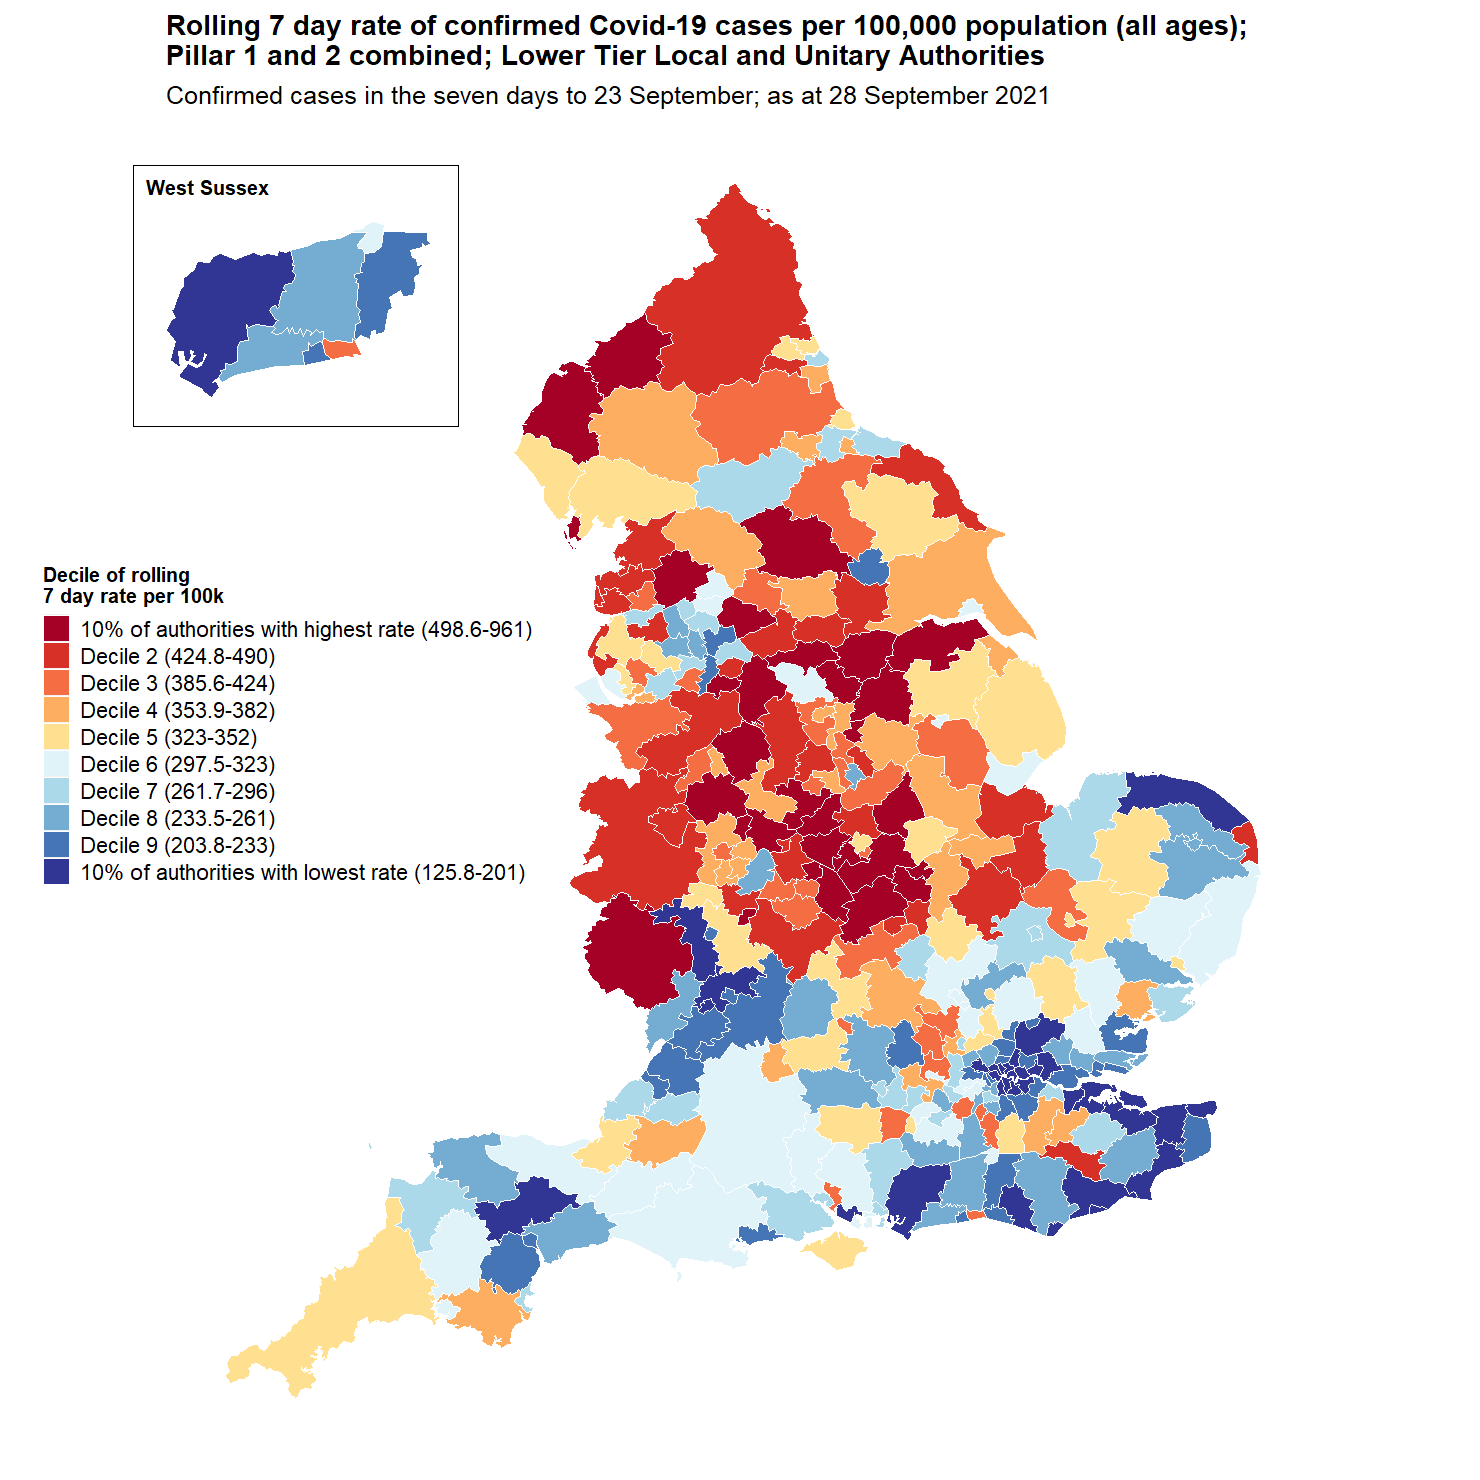 Rolling 7 day rate of confirmed Covid-19 cases per 100,000 population (all ages);
Pillar 1 and 2 combined; Lower Tier Local and Unitary Authorities
Confirmed cases in the seven days to 23 September; as at 28 September 2021
West Sussex
Decile of rolling
7 day rate per 100k
10% of authorities with highest rate (498.6-961)
Decile 2 (424.8-490)
Decile 3 (385.6-424)
Decile 4 (353.9-382)
Decile 5 (323-352)
Decile 6 (297.5-323)
Decile 7 (261.7-296)
Decile 8 (233.5-261)
Decile 9 (203.8-233)
10% of authorities with lowest rate (125.8-201)